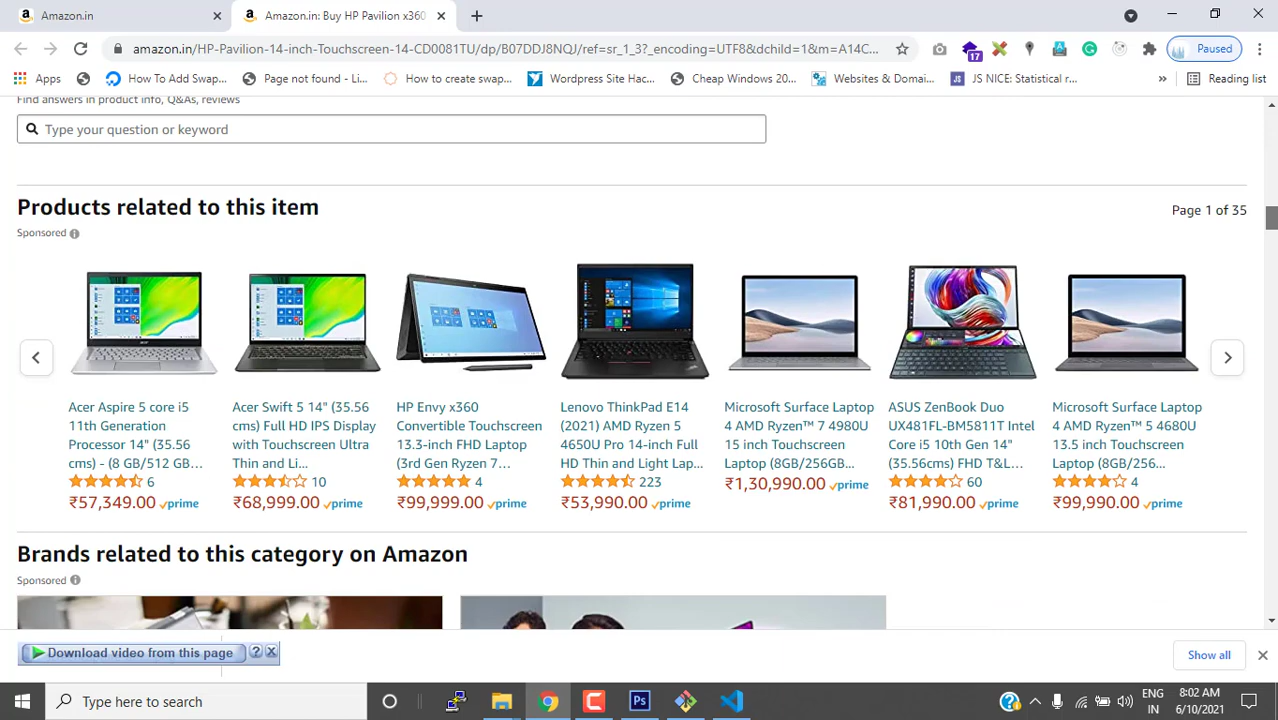 Amazon.in
Amazon.in: Buy HP Pavilion x360
amazon.in/HP-Pavilion-14-inch-Touchscreen-14-CD0081TU/dp/B07DDJ8NQJ/ref=sr_1_3?_encoding=UTF8&dchild=1&m=A14C...
17
Paused
Apps
How To Add Swap...
Page not found - Li...
How to create swap...
Wordpress Site Hac...
Cheap Windows 20...
Websites & Domai...
JS NICE: Statistical r...
»
Reading list
Find answers in product info, Q&As, reviews
Type your question or keyword
Products related to this item
Page 1 of 35
Sponsored
Acer Aspire 5 core i5
11th Generation
Processor 14" (35.56
cms) - (8 GB/512 GB...
6
₹57,349.00 prime
Acer Swift 5 14" (35.56
cms) Full HD IPS Display
with Touchscreen Ultra
Thin and Li...
10
₹68,999.00 prime
HP Envy x360
Convertible Touchscreen
13.3-inch FHD Laptop
(3rd Gen Ryzen 7...
4
₹99,999.00 prime
Lenovo ThinkPad E14
(2021) AMD Ryzen 5
4650U Pro 14-inch Full
HD Thin and Light Lap...
223
₹53,990.00 prime
Microsoft Surface Laptop
4 AMD Ryzen™ 7 4980U
15 inch Touchscreen
Laptop (8GB/256GB...
₹1,30,990.00 prime
ASUS ZenBook Duo
UX481FL-BM5811T Intel
Core i5 10th Gen 14"
(35.56cms) FHD T&L...
60
₹81,990.00 prime
Microsoft Surface Laptop
4 AMD Ryzen™ 5 4680U
13.5 inch Touchscreen
Laptop (8GB/256...
4
₹99,990.00 prime
Brands related to this category on Amazon
Sponsored
Download video from this page
?
Show all
Type here to search
Ps
ENG
IN
8:02 AM
6/10/2021